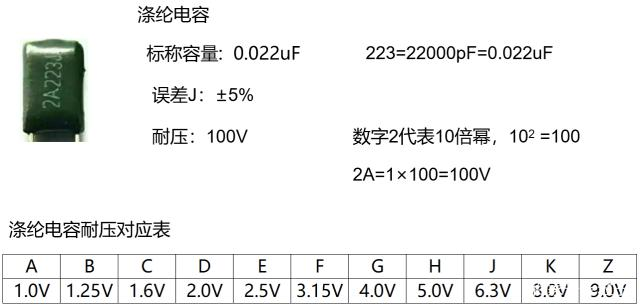 涤纶电容
标称容量: 0.022uF
223=22000pF=0.022uF
2A223J
误差J：±5%
耐压：100V
数字2代表10倍幂，10² =100
2A=1×100=100V
涤纶电容耐压对应表
A B C D E F G H J K Z
1.0V 1.25V 1.6V 2.0V 2.5V 3.15V 4.0V 5.0V 6.3V 8.0V 9.0V